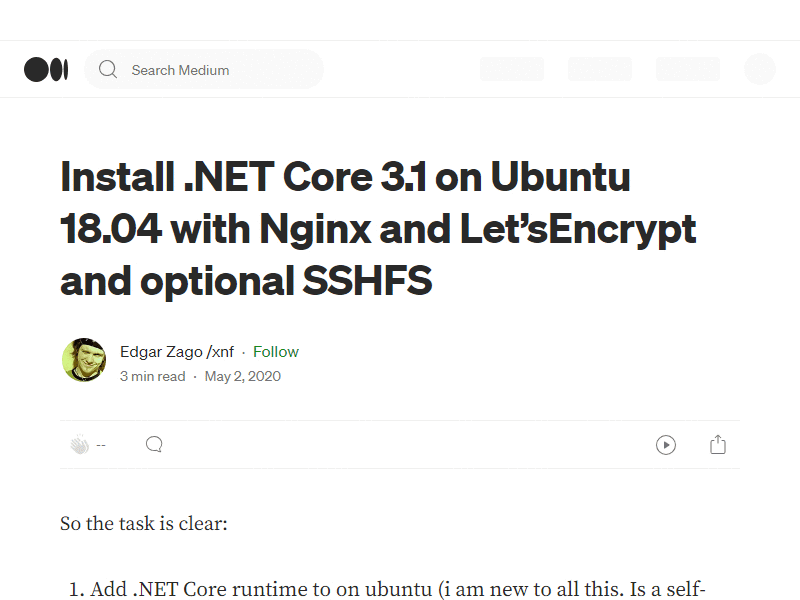 Search Medium
Install .NET Core 3.1 on Ubuntu
18.04 with Nginx and Let’sEncrypt
and optional SSHFS
Edgar Zago /xnf · Follow
3 min read · May 2, 2020
--
So the task is clear:
1. Add .NET Core runtime to on ubuntu (i am new to all this. Is a self-